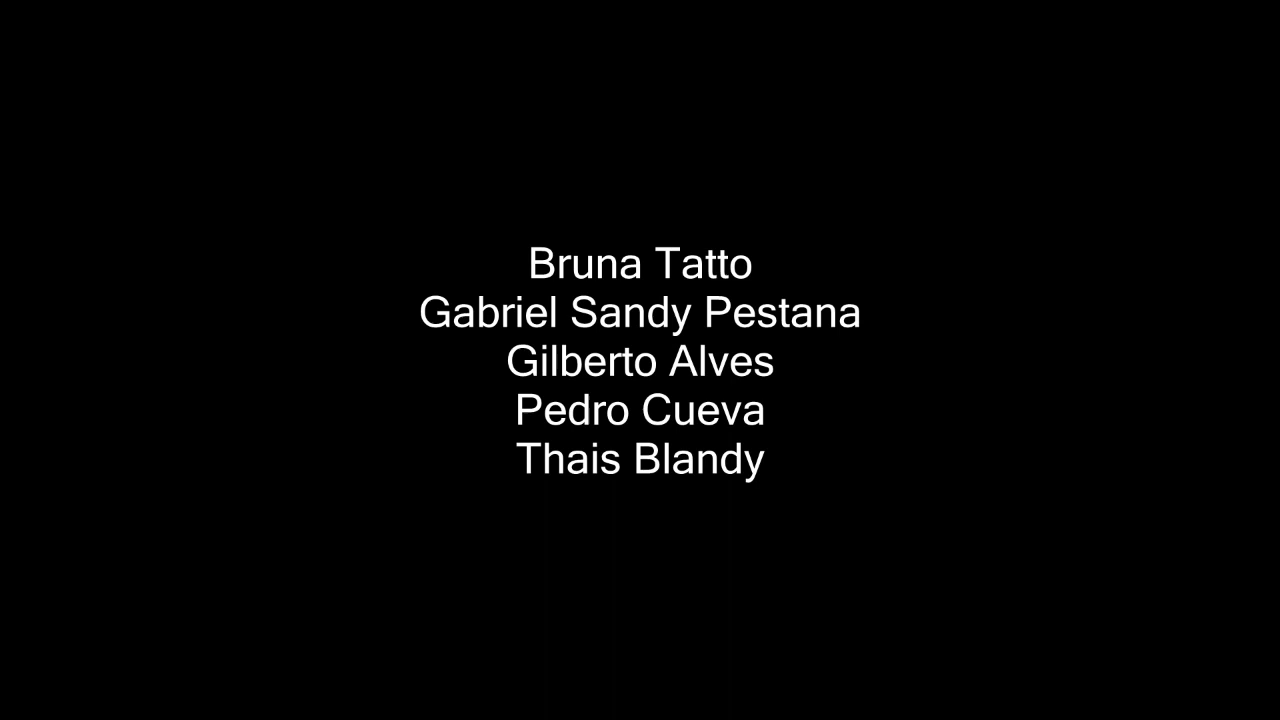 Bruna Tatto
Gabriel Sandy Pestana
Gilberto Alves
Pedro Cueva
Thais Blandy